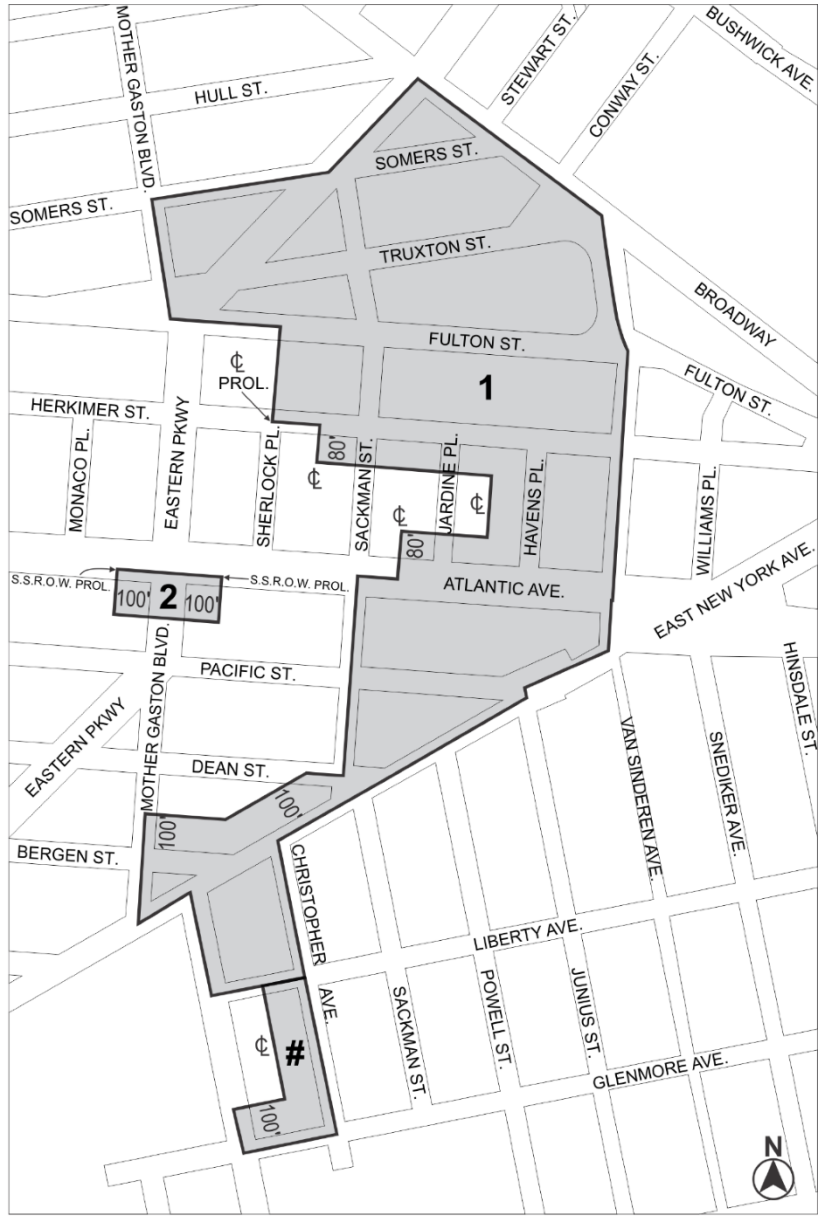 MOTHER GASTON BLVD.
HULL ST.
STEWART ST.
CONWAY ST.
BUSHWICK AVE.
SOMERS ST.
SOMERS ST.
TRUXTON ST.
BROADWAY
FULTON ST.
FULTON ST.
℄
PROL.
1
HERKIMER ST.
MONACO PL.
EASTERN PKWY
SHERLOCK PL.
80'
℄
SACKMAN ST.
JARDINE PL.
℄
℄
HAVENS PL.
WILLIAMS PL.
80'
S.S.R.O.W. PROL.
S.S.R.O.W. PROL.
100'
2
100'
ATLANTIC AVE.
EAST NEW YORK AVE.
PACIFIC ST.
HINSDALE ST.
EASTERN PKWY
MOTHER GASTON BLVD.
DEAN ST.
VAN SINDEREN AVE.
SNEDIKER AVE.
100'
100'
BERGEN ST.
CHRISTOPHER
AVE.
LIBERTY AVE.
SACKMAN ST.
POWELL ST.
JUNIUS ST.
℄
#
GLENMORE AVE.
100'
N